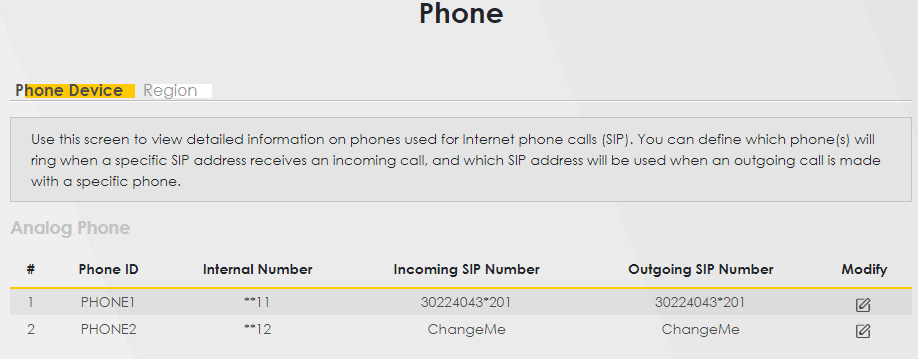 Phone
Phone Device Region
Use this screen to view detailed information on phones used for Internet phone calls (SIP). You can define which phone(s) will
ring when a specific SIP address receives an incoming call, and which SIP address will be used when an outgoing call is made
with a specific phone.
Analog Phone
# Phone ID Internal Number Incoming SIP Number Outgoing SIP Number Modify
1 PHONE1 **11 30224043*201 30224043*201
2 PHONE2 **12 ChangeMe ChangeMe